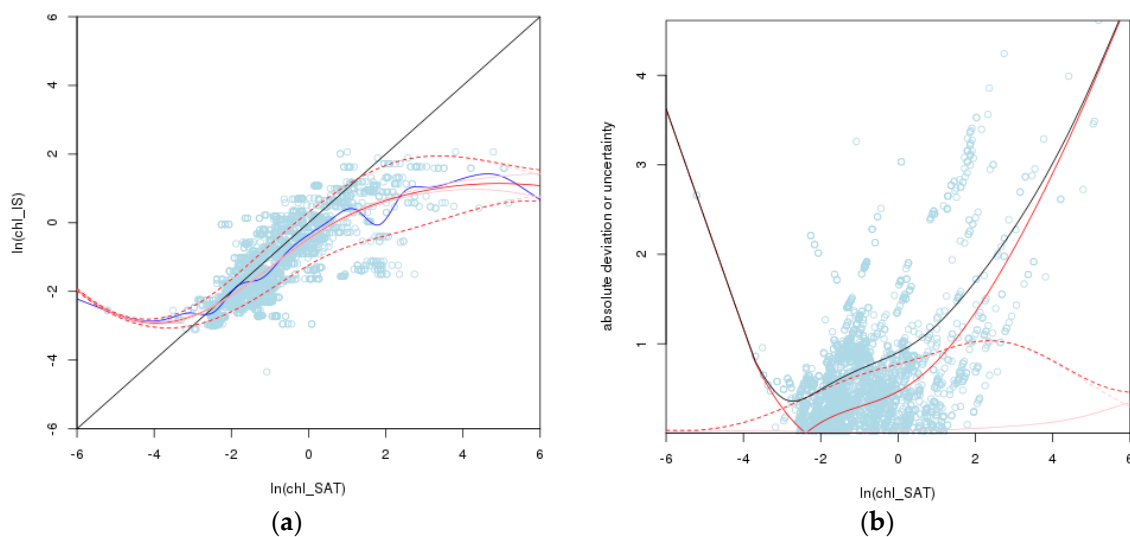 6
4
2
0
-2
-4
-6
ln(chl_IS)
-6 -4 -2 0 2 4 6
ln(chl_SAT)
(a)
4
3
2
1
absolute deviation or uncertainty
-6 -4 -2 0 2 4 6
ln(chl_SAT)
(b)